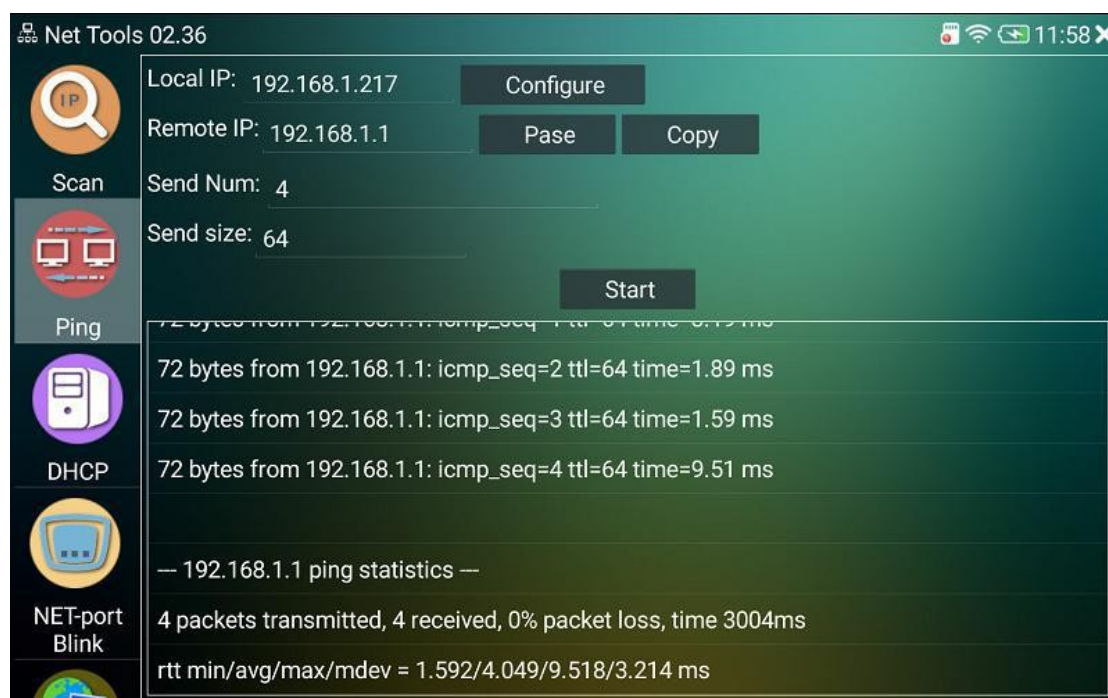 Net Tools 02.36
11:58
IP
Scan
Ping
DHCP
NET-port
Blink
Local IP: 192.168.1.217 Configure
Remote IP: 192.168.1.1 Pase Copy
Send Num: 4
Send size: 64
Start
72 bytes from 192.168.1.1: icmp_seq=2 ttl=64 time=1.89 ms
72 bytes from 192.168.1.1: icmp_seq=3 ttl=64 time=1.59 ms
72 bytes from 192.168.1.1: icmp_seq=4 ttl=64 time=9.51 ms
--- 192.168.1.1 ping statistics ---
4 packets transmitted, 4 received, 0% packet loss, time 3004ms
rtt min/avg/max/mdev = 1.592/4.049/9.518/3.214 ms